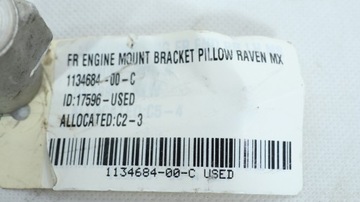 FR ENGINE MOUNT BRACKET PILLOW RAVEN MX
1134684-00-C
ID:17596-USED
ALLOCATED:C2-3
1134684-00-C USED